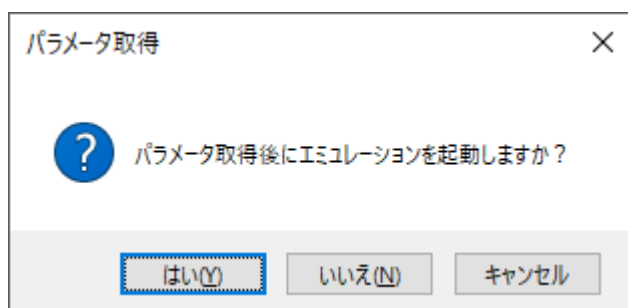 パラメータ取得
パラメータ取得後にエミュレーションを起動しますか？
はい(Y)
いいえ(N)
キャンセル